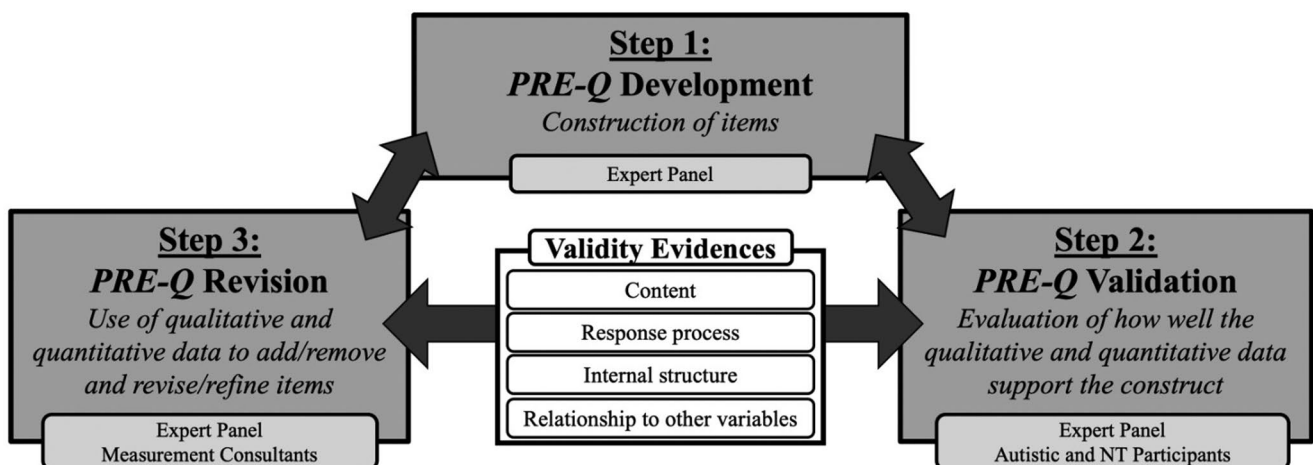 Step 1:
PRE-Q Development
Construction of items
Expert Panel
Step 3:
PRE-Q Revision
Use of qualitative and
quantitative data to add/remove
and revise/refine items
Expert Panel
Measurement Consultants
Validity Evidences
Content
Response process
Internal structure
Relationship to other variables
Step 2:
PRE-Q Validation
Evaluation of how well the
qualitative and quantitative data
support the construct
Expert Panel
Autistic and NT Participants